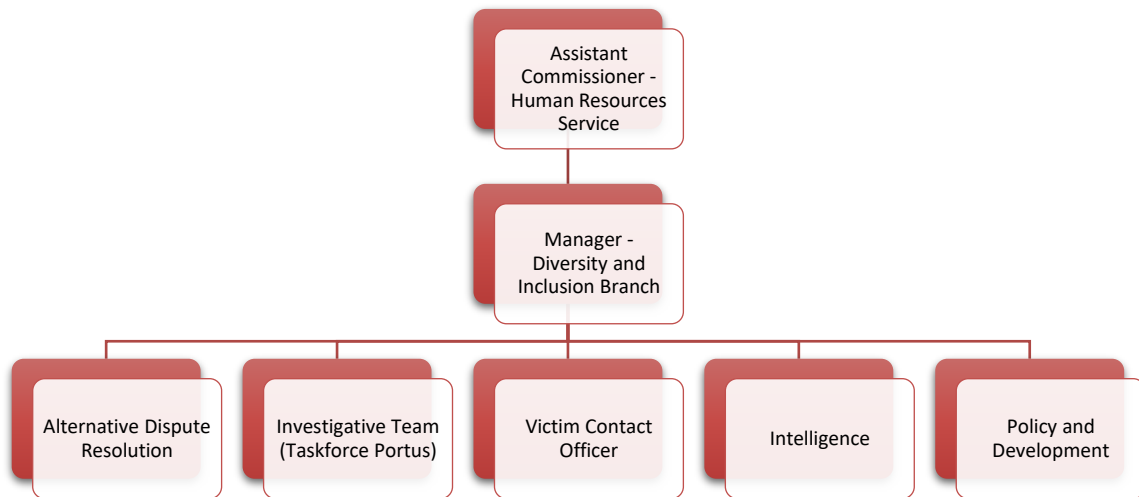 Assistant
Commissioner -
Human Resources
Service
Manager -
Diversity and
Inclusion Branch
Alternative Dispute
Resolution
Investigative Team
(Taskforce Portus)
Victim Contact
Officer
Intelligence
Policy and
Development